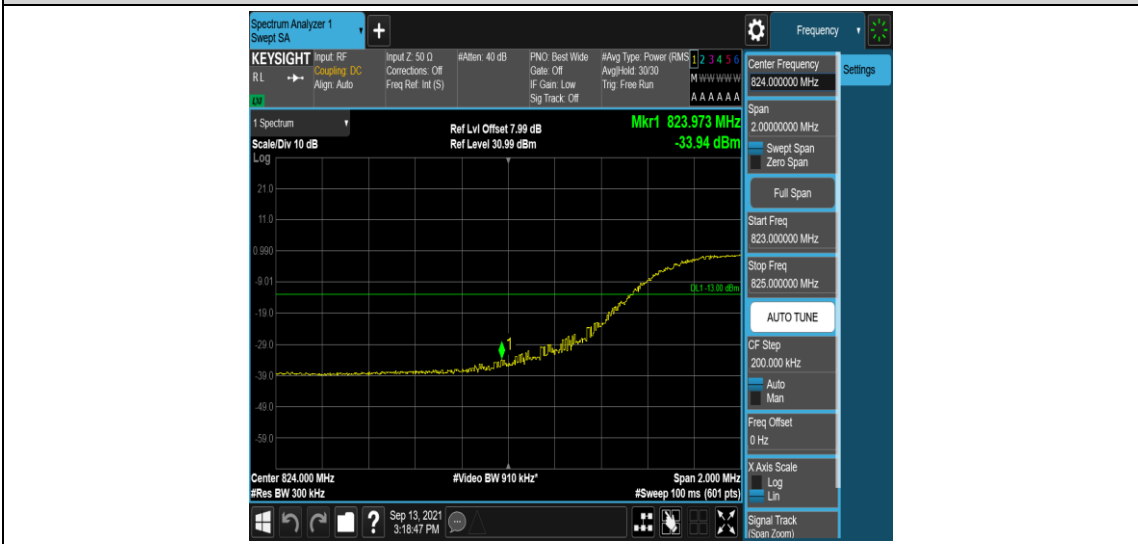 Spectrum Analyzer 1
Swept SA
+
Frequency
KEYSIGHT
RL
LXI
Input: RF
Coupling: DC
Align: Auto
Input Z: 50 Ω
Corrections: Off
Freq Ref: Int (S)
#Atten: 40 dB
PNO: Best Wide
Gate: Off
IF Gain: Low
Sig Track: Off
#Avg Type: Power (RMS
Avg|Hold: 30/30
Trig: Free Run
1 2 3 4 5 6
M W W W W W
A A A A A A
1 Spectrum
Scale/Div 10 dB
Log
Ref Lvl Offset 7.99 dB
Ref Level 30.99 dBm
Mkr1 823.973 MHz
-33.94 dBm
21.0
11.0
0.990
-9.01
-19.0
-29.0
-39.0
-49.0
-59.0
DL1 -13.00 dBm
1
Center 824.000 MHz
#Res BW 300 kHz
#Video BW 910 kHz*
Span 2.000 MHz
#Sweep 100 ms (601 pts)
Sep 13, 2021
3:18:47 PM
?
Center Frequency
824.000000 MHz
Settings
Span
2.00000000 MHz
Swept Span
Zero Span
Full Span
Start Freq
823.000000 MHz
Stop Freq
825.000000 MHz
AUTO TUNE
CF Step
200.000 kHz
Auto
Man
Freq Offset
0 Hz
X Axis Scale
Log
Lin
Signal Track
(Span Zoom)